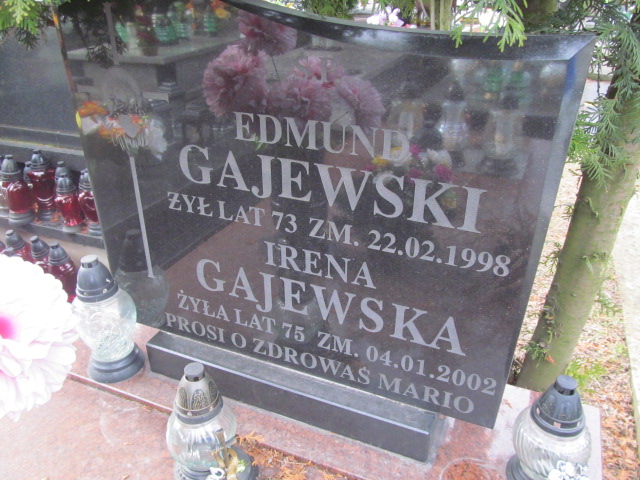 EDMUND
GAJEWSKI
ŻYŁ LAT 73 ZM. 22.02.1998
IRENA
GAJEWSKA
ŻYŁA LAT 75 ZM. 04.01.2002
PROSI O ZDROWAŚ MARIO